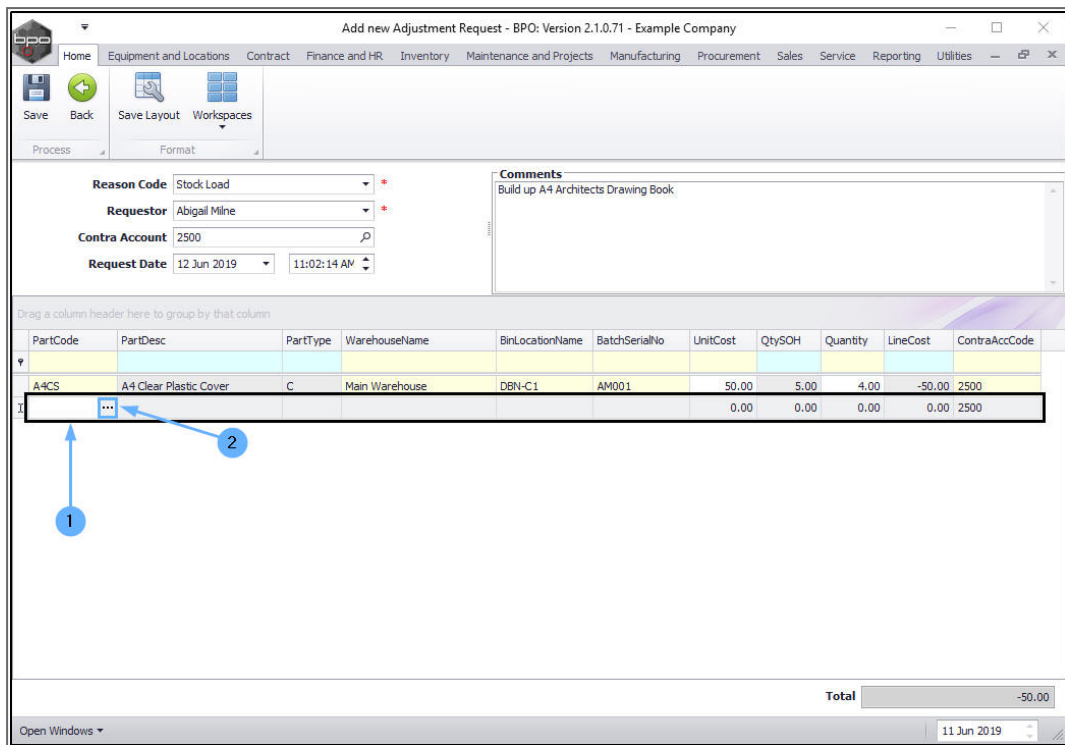 Add new Adjustment Request - BPO: Version 2.1.0.71 - Example Company
bpo
Home Equipment and Locations Contract Finance and HR Inventory Maintenance and Projects Manufacturing Procurement Sales Service Reporting Utilities
Save Back Save Layout Workspaces
Process Format
Reason Code Stock Load *
Requestor Abigail Milne *
Contra Account 2500
Request Date 12 Jun 2019 11:02:14 AM
Comments
Build up A4 Architects Drawing Book
Drag a column header here to group by that column
PartCode PartDesc PartType WarehouseName BinLocationName BatchSerialNo UnitCost QtySOH Quantity LineCost ContraAccCode
A4CS A4 Clear Plastic Cover C Main Warehouse DBN-C1 AM001 50.00 5.00 4.00 -50.00 2500
... 0.00 0.00 0.00 0.00 2500
2
1
Total -50.00
Open Windows 11 Jun 2019